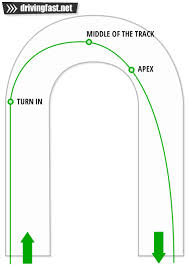 drivingfast.net
MIDDLE OF THE TRACK
APEX
TURN IN